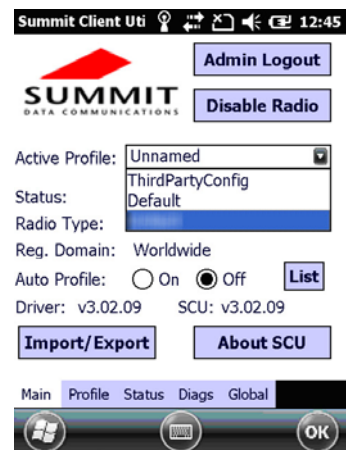 Summit Client Uti 12:45
Admin Logout
SUMMIT
DATA COMMUNICATIONS
Disable Radio
Active Profile: Unnamed
ThirdPartyConfig
Status: Default
Radio Type:
Reg. Domain: Worldwide
Auto Profile: On Off List
Driver: v3.02.09 SCU: v3.02.09
Import/Export About SCU
Main Profile Status Diags Global
OK